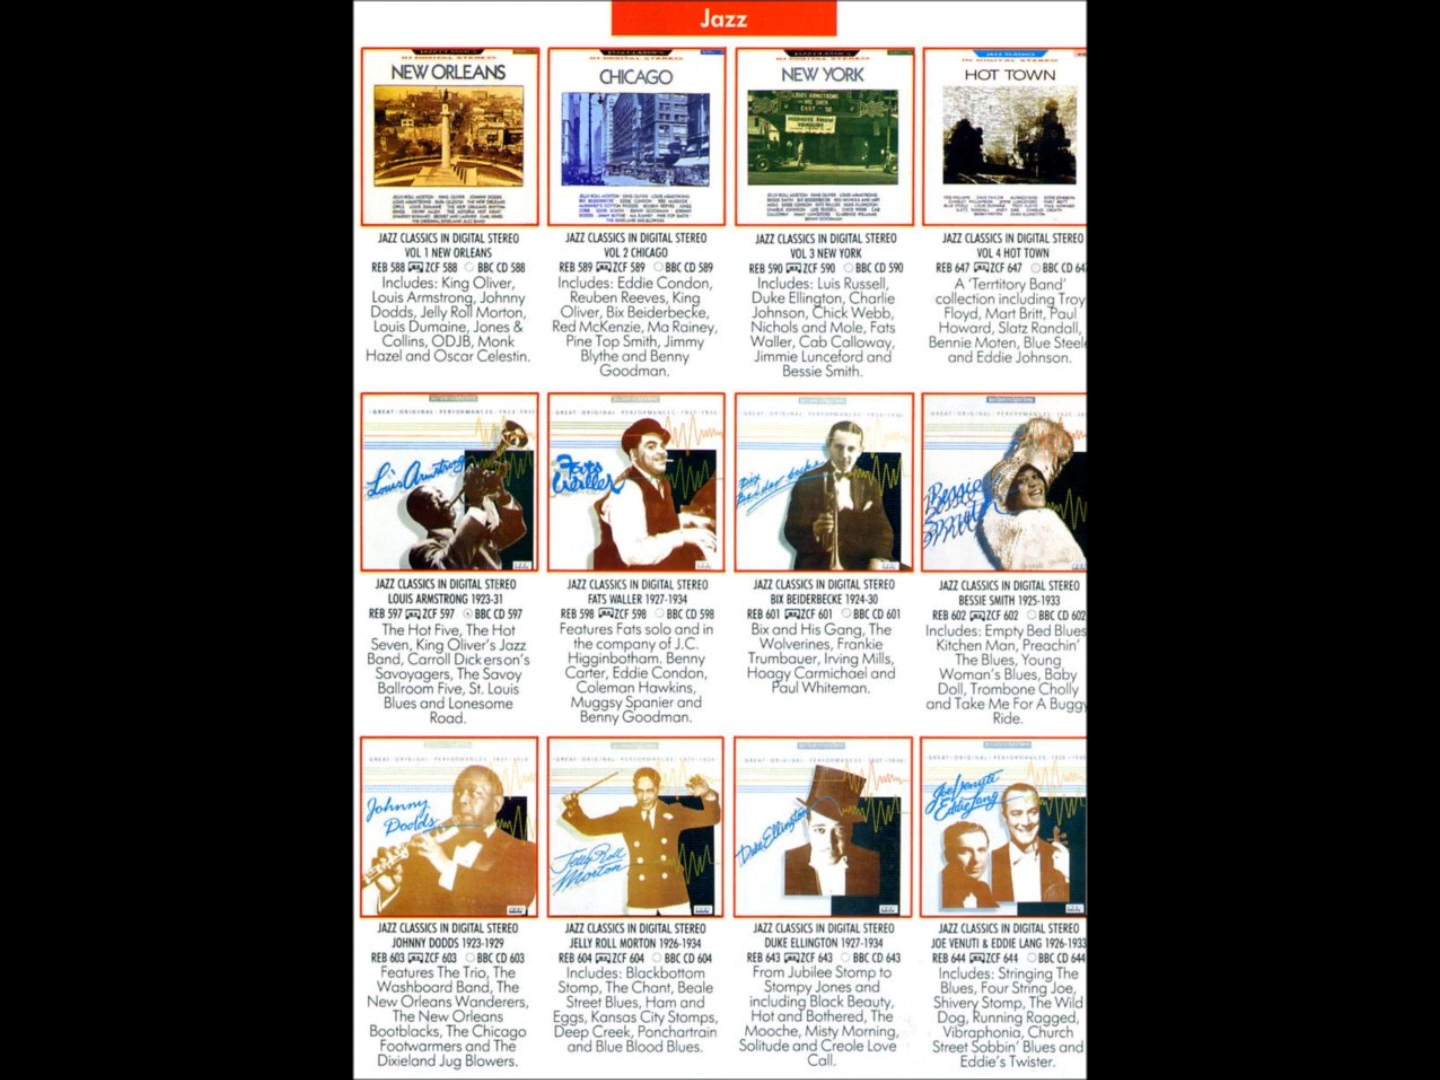 Jazz
NEW ORLEANS
CHICAGO
NEW YORK
HOT TOWN
JAZZ CLASSICS IN DIGITAL STEREO
VOL 1 NEW ORLEANS
REB 588 ZCF 588 BBC CD 588
Includes: King Oliver,
Louis Armstrong, Johnny
Dodds, Jelly Roll Morton,
Louis Dumaine, Jones &
Collins, ODJB, Monk
Hazel and Oscar Celestin.
JAZZ CLASSICS IN DIGITAL STEREO
VOL 2 CHICAGO
REB 589 ZCF 589 BBC CD 589
Includes: Eddie Condon,
Reuben Reeves, King
Oliver, Bix Beiderbecke,
Red McKenzie, Ma Rainey,
Pine Top Smith, Jimmy
Blythe and Benny
Goodman.
JAZZ CLASSICS IN DIGITAL STEREO
VOL 3 NEW YORK
REB 590 ZCF 590 BBC CD 590
Includes: Luis Russell,
Duke Ellington, Charlie
Johnson, Chick Webb,
Nichols and Mole, Fats
Waller, Cab Calloway,
Jimmie Lunceford and
Bessie Smith.
JAZZ CLASSICS IN DIGITAL STEREO
VOL 4 HOT TOWN
REB 647 ZCF 647 BBC CD 647
A 'Terrtitory Band'
collection including Troy
Floyd, Mart Britt, Paul
Howard, Slatz Randall,
Bennie Moten, Blue Steele
and Eddie Johnson.
Louis Armstrong
Fats
Waller
Bix
Beiderbecke
Bessie
Smith
JAZZ CLASSICS IN DIGITAL STEREO
LOUIS ARMSTRONG 1923-31
REB 597 ZCF 597 BBC CD 597
The Hot Five, The Hot
Seven, King Oliver's Jazz
Band, Carroll Dickerson's
Savoyagers, The Savoy
Ballroom Five, St. Louis
Blues and Lonesome
Road.
JAZZ CLASSICS IN DIGITAL STEREO
FATS WALLER 1927-1934
REB 598 ZCF 598 BBC CD 598
Features Fats solo and in
the company of J.C.
Higginbotham. Benny
Carter, Eddie Condon,
Coleman Hawkins,
Muggsy Spanier and
Benny Goodman.
JAZZ CLASSICS IN DIGITAL STEREO
BIX BEIDERBECKE 1924-30
REB 601 ZCF 601 BBC CD 601
Bix and His Gang, The
Wolverines, Frankie
Trumbauer, Irving Mills,
Hoagy Carmichael and
Paul Whiteman.
JAZZ CLASSICS IN DIGITAL STEREO
BESSIE SMITH 1925-1933
REB 602 ZCF 602 BBC CD 602
Includes: Empty Bed Blues,
Kitchen Man, Preachin'
The Blues, Young
Woman's Blues, Baby
Doll, Trombone Cholly
and Take Me For A Buggy
Ride.
Johnny
Dodds
Jelly Roll
Morton
Duke Ellington
Joe Venuti
Eddie Lang
JAZZ CLASSICS IN DIGITAL STEREO
JOHNNY DODDS 1923-1929
REB 603 ZCF 603 BBC CD 603
Features The Trio, The
Washboard Band, The
New Orleans Wanderers,
The New Orleans
Bootblacks, The Chicago
Footwarmers and The
Dixieland Jug Blowers.
JAZZ CLASSICS IN DIGITAL STEREO
JELLY ROLL MORTON 1926-1934
REB 604 ZCF 604 BBC CD 604
Includes: Blackbottom
Stomp, The Chant, Beale
Street Blues, Ham and
Eggs, Kansas City Stomps,
Deep Creek, Ponchartrain
and Blue Blood Blues.
JAZZ CLASSICS IN DIGITAL STEREO
DUKE ELLINGTON 1927-1934
REB 643 ZCF 643 BBC CD 643
From Jubilee Stomp to
Stompy Jones and
including Black Beauty,
Hot and Bothered, The
Mooche, Misty Morning,
Solitude and Creole Love
Call.
JAZZ CLASSICS IN DIGITAL STEREO
JOE VENUTI & EDDIE LANG 1926-1933
REB 644 ZCF 644 BBC CD 644
Includes: Stringing The
Blues, Four String Joe,
Shivery Stomp, The Wild
Dog, Running Ragged,
Vibraphonia, Church
Street Sobbin' Blues and
Eddie's Twister.